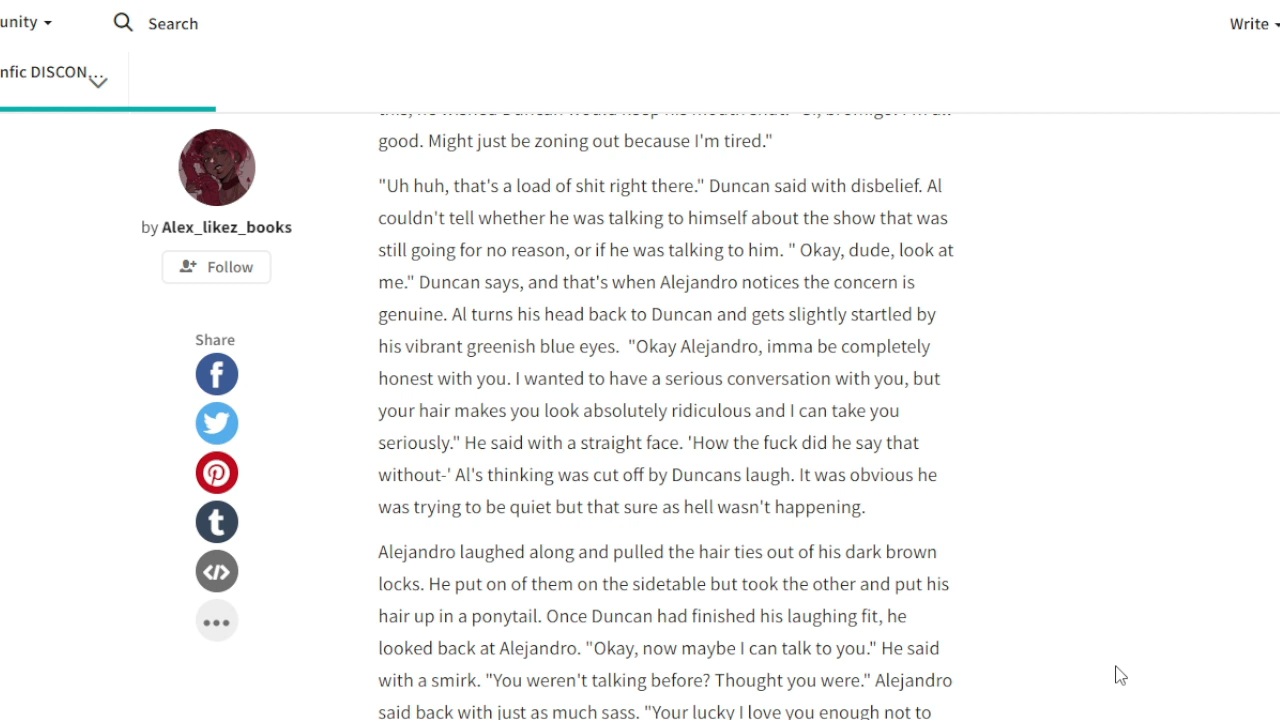 unity
Search
Write
nfic DISCON...
this, he wished Duncan would keep his mouth shut.
good. Might just be zoning out because I'm tired."
"Uh huh, that's a load of shit right there." Duncan said with disbelief. Al
couldn't tell whether he was talking to himself about the show that was
still going for no reason, or if he was talking to him. " Okay, dude, look at
me." Duncan says, and that's when Alejandro notices the concern is
genuine. Al turns his head back to Duncan and gets slightly startled by
his vibrant greenish blue eyes.  "Okay Alejandro, imma be completely
honest with you. I wanted to have a serious conversation with you, but
your hair makes you look absolutely ridiculous and I can take you
seriously." He said with a straight face. 'How the fuck did he say that
without-' Al's thinking was cut off by Duncans laugh. It was obvious he
was trying to be quiet but that sure as hell wasn't happening.
Alejandro laughed along and pulled the hair ties out of his dark brown
locks. He put on of them on the sidetable but took the other and put his
hair up in a ponytail. Once Duncan had finished his laughing fit, he
looked back at Alejandro. "Okay, now maybe I can talk to you." He said
with a smirk. "You weren't talking before? Thought you were." Alejandro
said back with just as much sass. "Your lucky I love you enough not to
by Alex_likez_books
Follow
Share